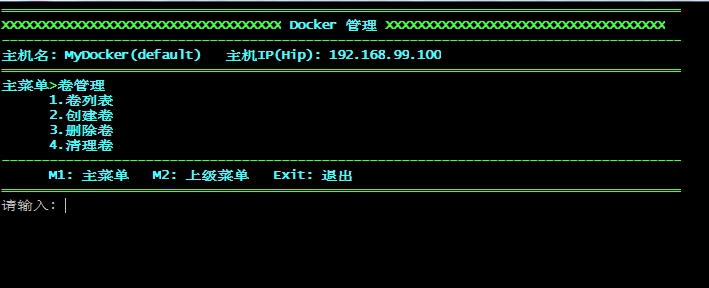 XXXXXXXXXXXXXXXXXXXXXXXXXXXXXXXXXXX Docker 管理 XXXXXXXXXXXXXXXXXXXXXXXXXXXXXXXXXXX
主机名: MyDocker(default) 主机IP(Hip): 192.168.99.100
主菜单>卷管理
1.卷列表
2.创建卷
3.删除卷
4.清理卷
M1: 主菜单 M2: 上级菜单 Exit: 退出
请输入: